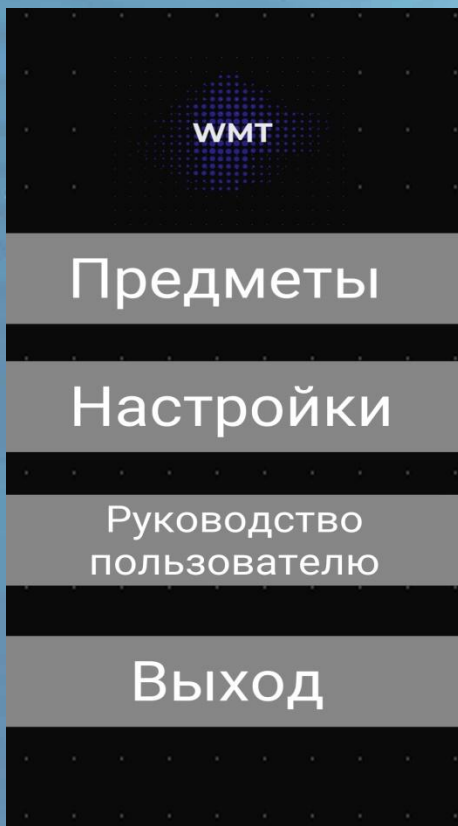 WMT
Предметы
Настройки
Руководство
пользователю
Выход